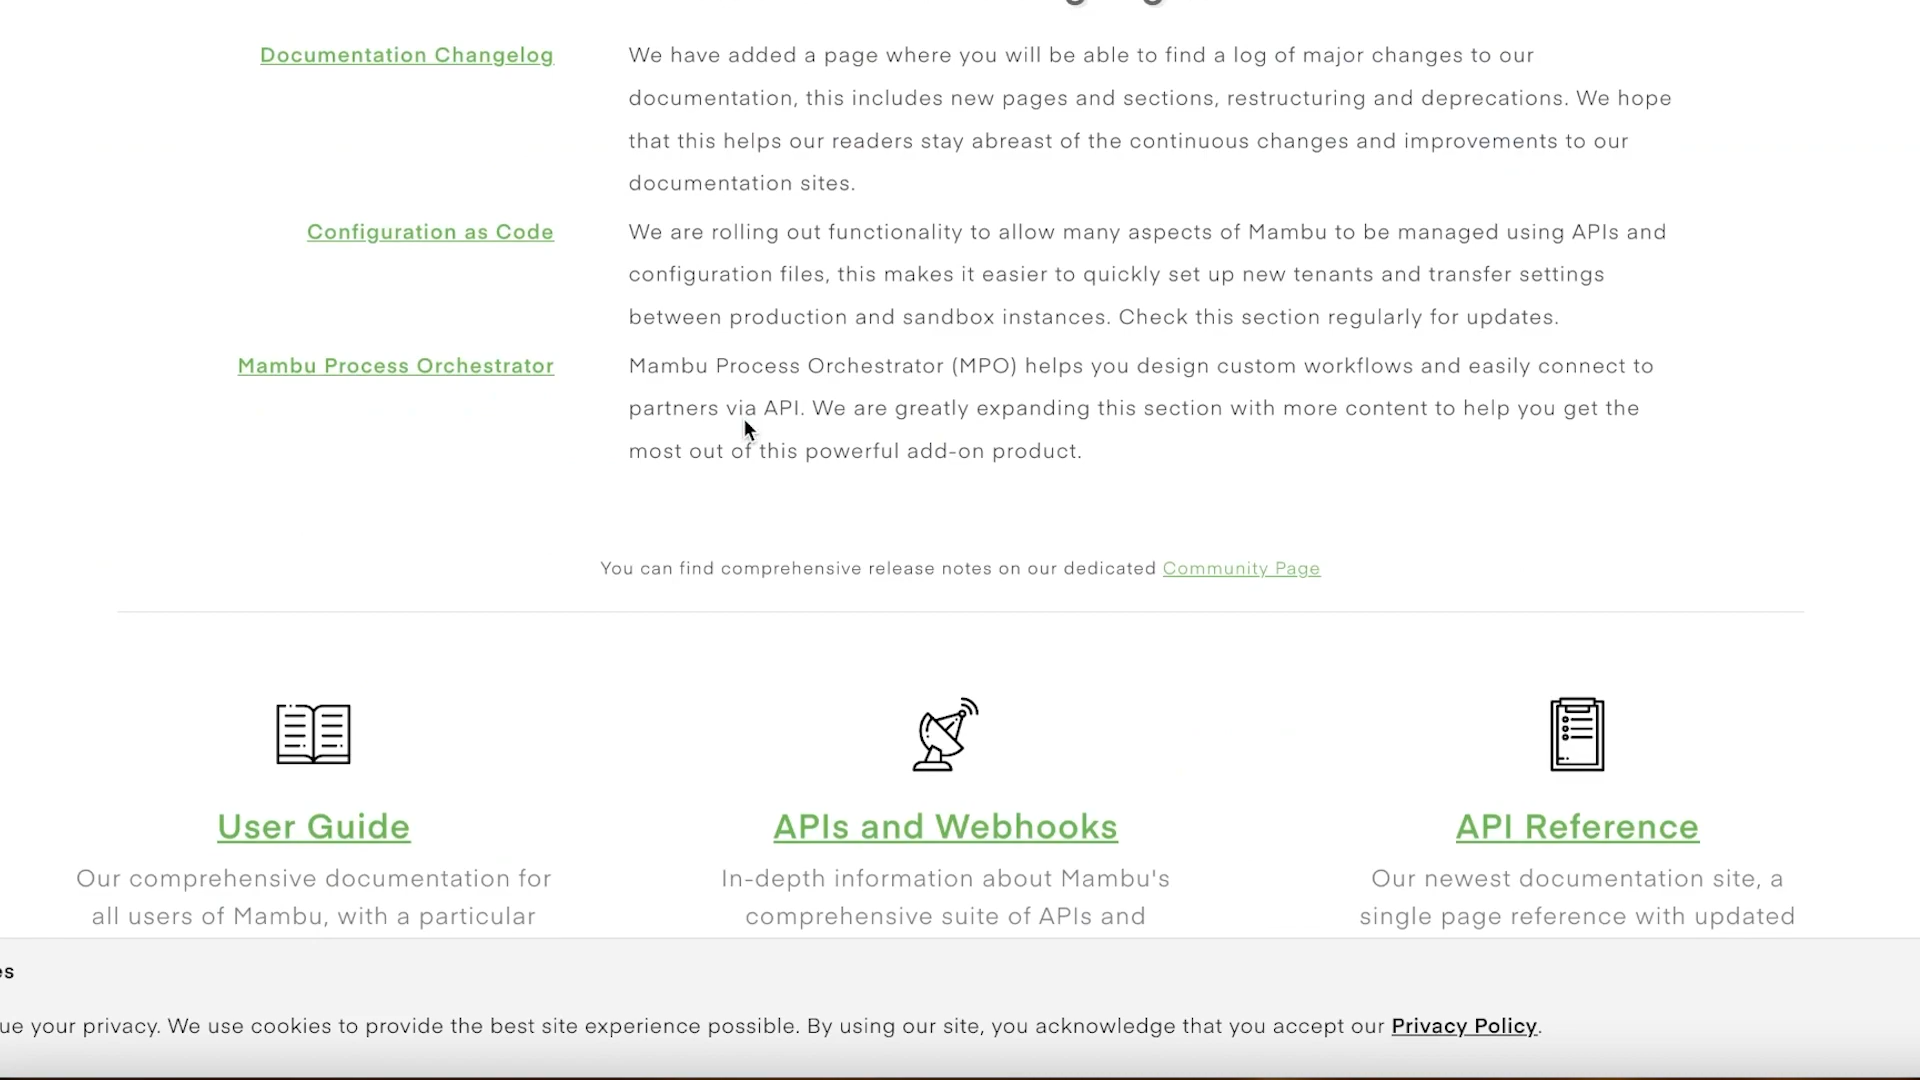 Documentation Changelog
We have added a page where you will be able to find a log of major changes to our
documentation, this includes new pages and sections, restructuring and deprecations. We hope
that this helps our readers stay abreast of the continuous changes and improvements to our
documentation sites.
Configuration as Code
We are rolling out functionality to allow many aspects of Mambu to be managed using APIs and
configuration files, this makes it easier to quickly set up new tenants and transfer settings
between production and sandbox instances. Check this section regularly for updates.
Mambu Process Orchestrator
Mambu Process Orchestrator (MPO) helps you design custom workflows and easily connect to
partners via API. We are greatly expanding this section with more content to help you get the
most out of this powerful add-on product.
You can find comprehensive release notes on our dedicated Community Page
User Guide
Our comprehensive documentation for
all users of Mambu, with a particular
APIs and Webhooks
In-depth information about Mambu's
comprehensive suite of APIs and
API Reference
Our newest documentation site, a
single page reference with updated
es
ue your privacy. We use cookies to provide the best site experience possible. By using our site, you acknowledge that you accept our Privacy Policy.